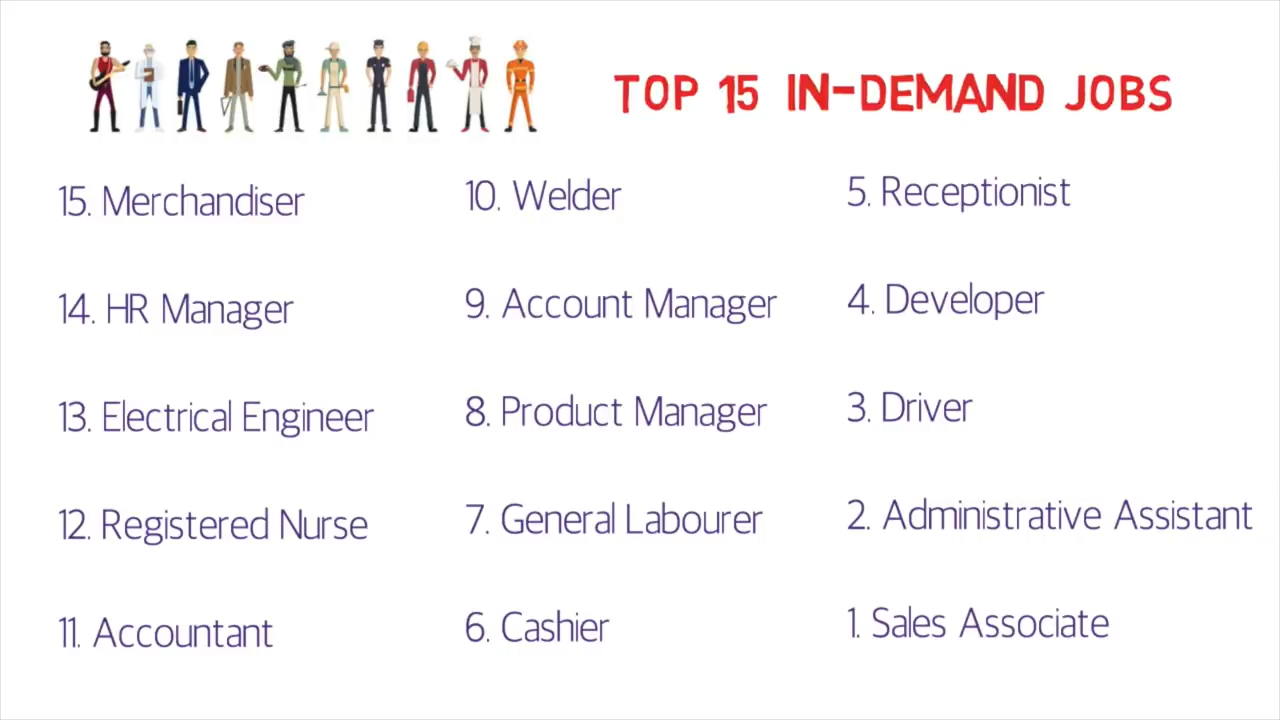 TOP 15 IN-DEMAND JOBS
15. Merchandiser
14. HR Manager
13. Electrical Engineer
12. Registered Nurse
11. Accountant
10. Welder
9. Account Manager
8. Product Manager
7. General Labourer
6. Cashier
5. Receptionist
4. Developer
3. Driver
2. Administrative Assistant
1. Sales Associate